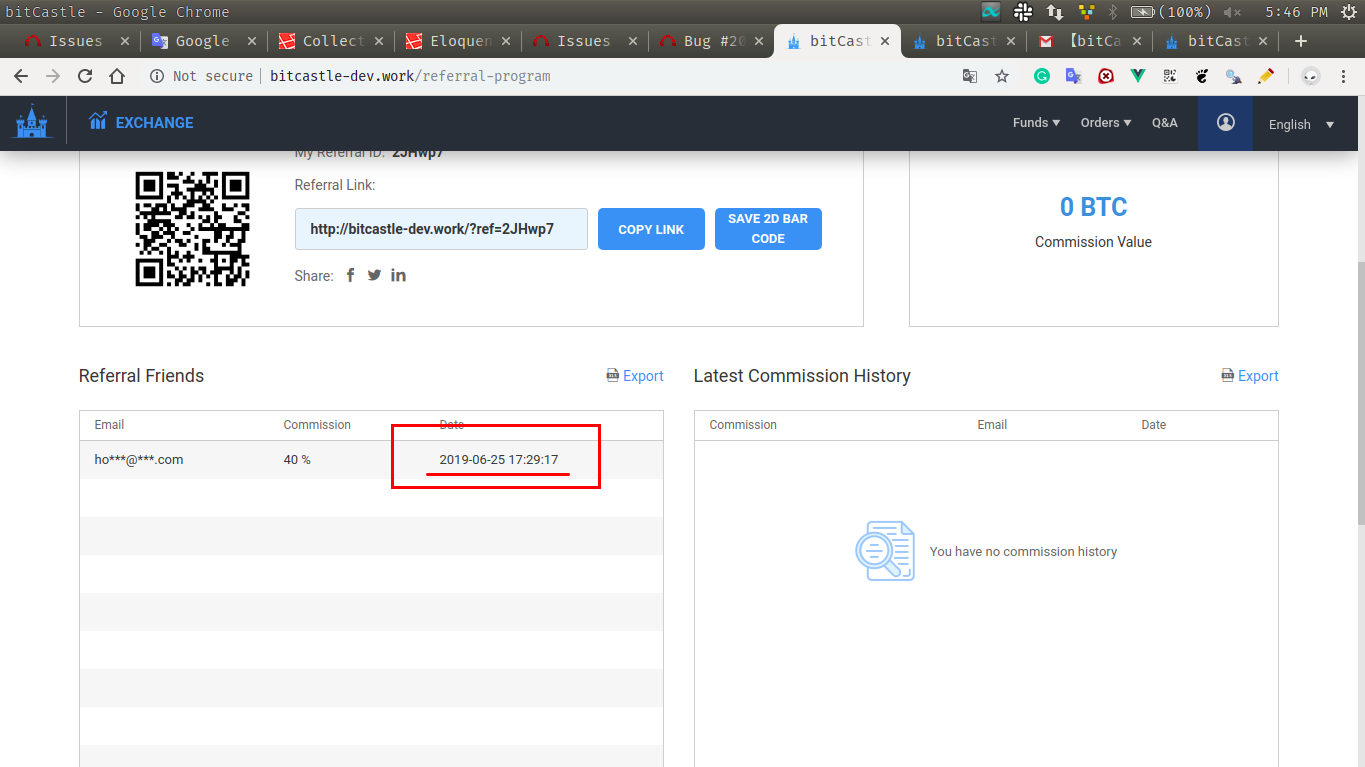 bitCastle - Google Chrome
(100%)
5:46 PM
Issues
Google
Collect
Eloquen
Issues
Bug #20
bitCast
bitCast
【bitCa
bitCast
Not secure
bitcastle-dev.work/referral-program
EXCHANGE
Funds
Orders
Q&A
English
My Referral ID: 2JHwp7
Referral Link:
http://bitcastle-dev.work/?ref=2JHwp7
COPY LINK
SAVE 2D BAR
CODE
Share:
0 BTC
Commission Value
Referral Friends
Export
Latest Commission History
Export
Email Commission Date
ho***@***.com 40 % 2019-06-25 17:29:17
Commission Email Date
You have no commission history